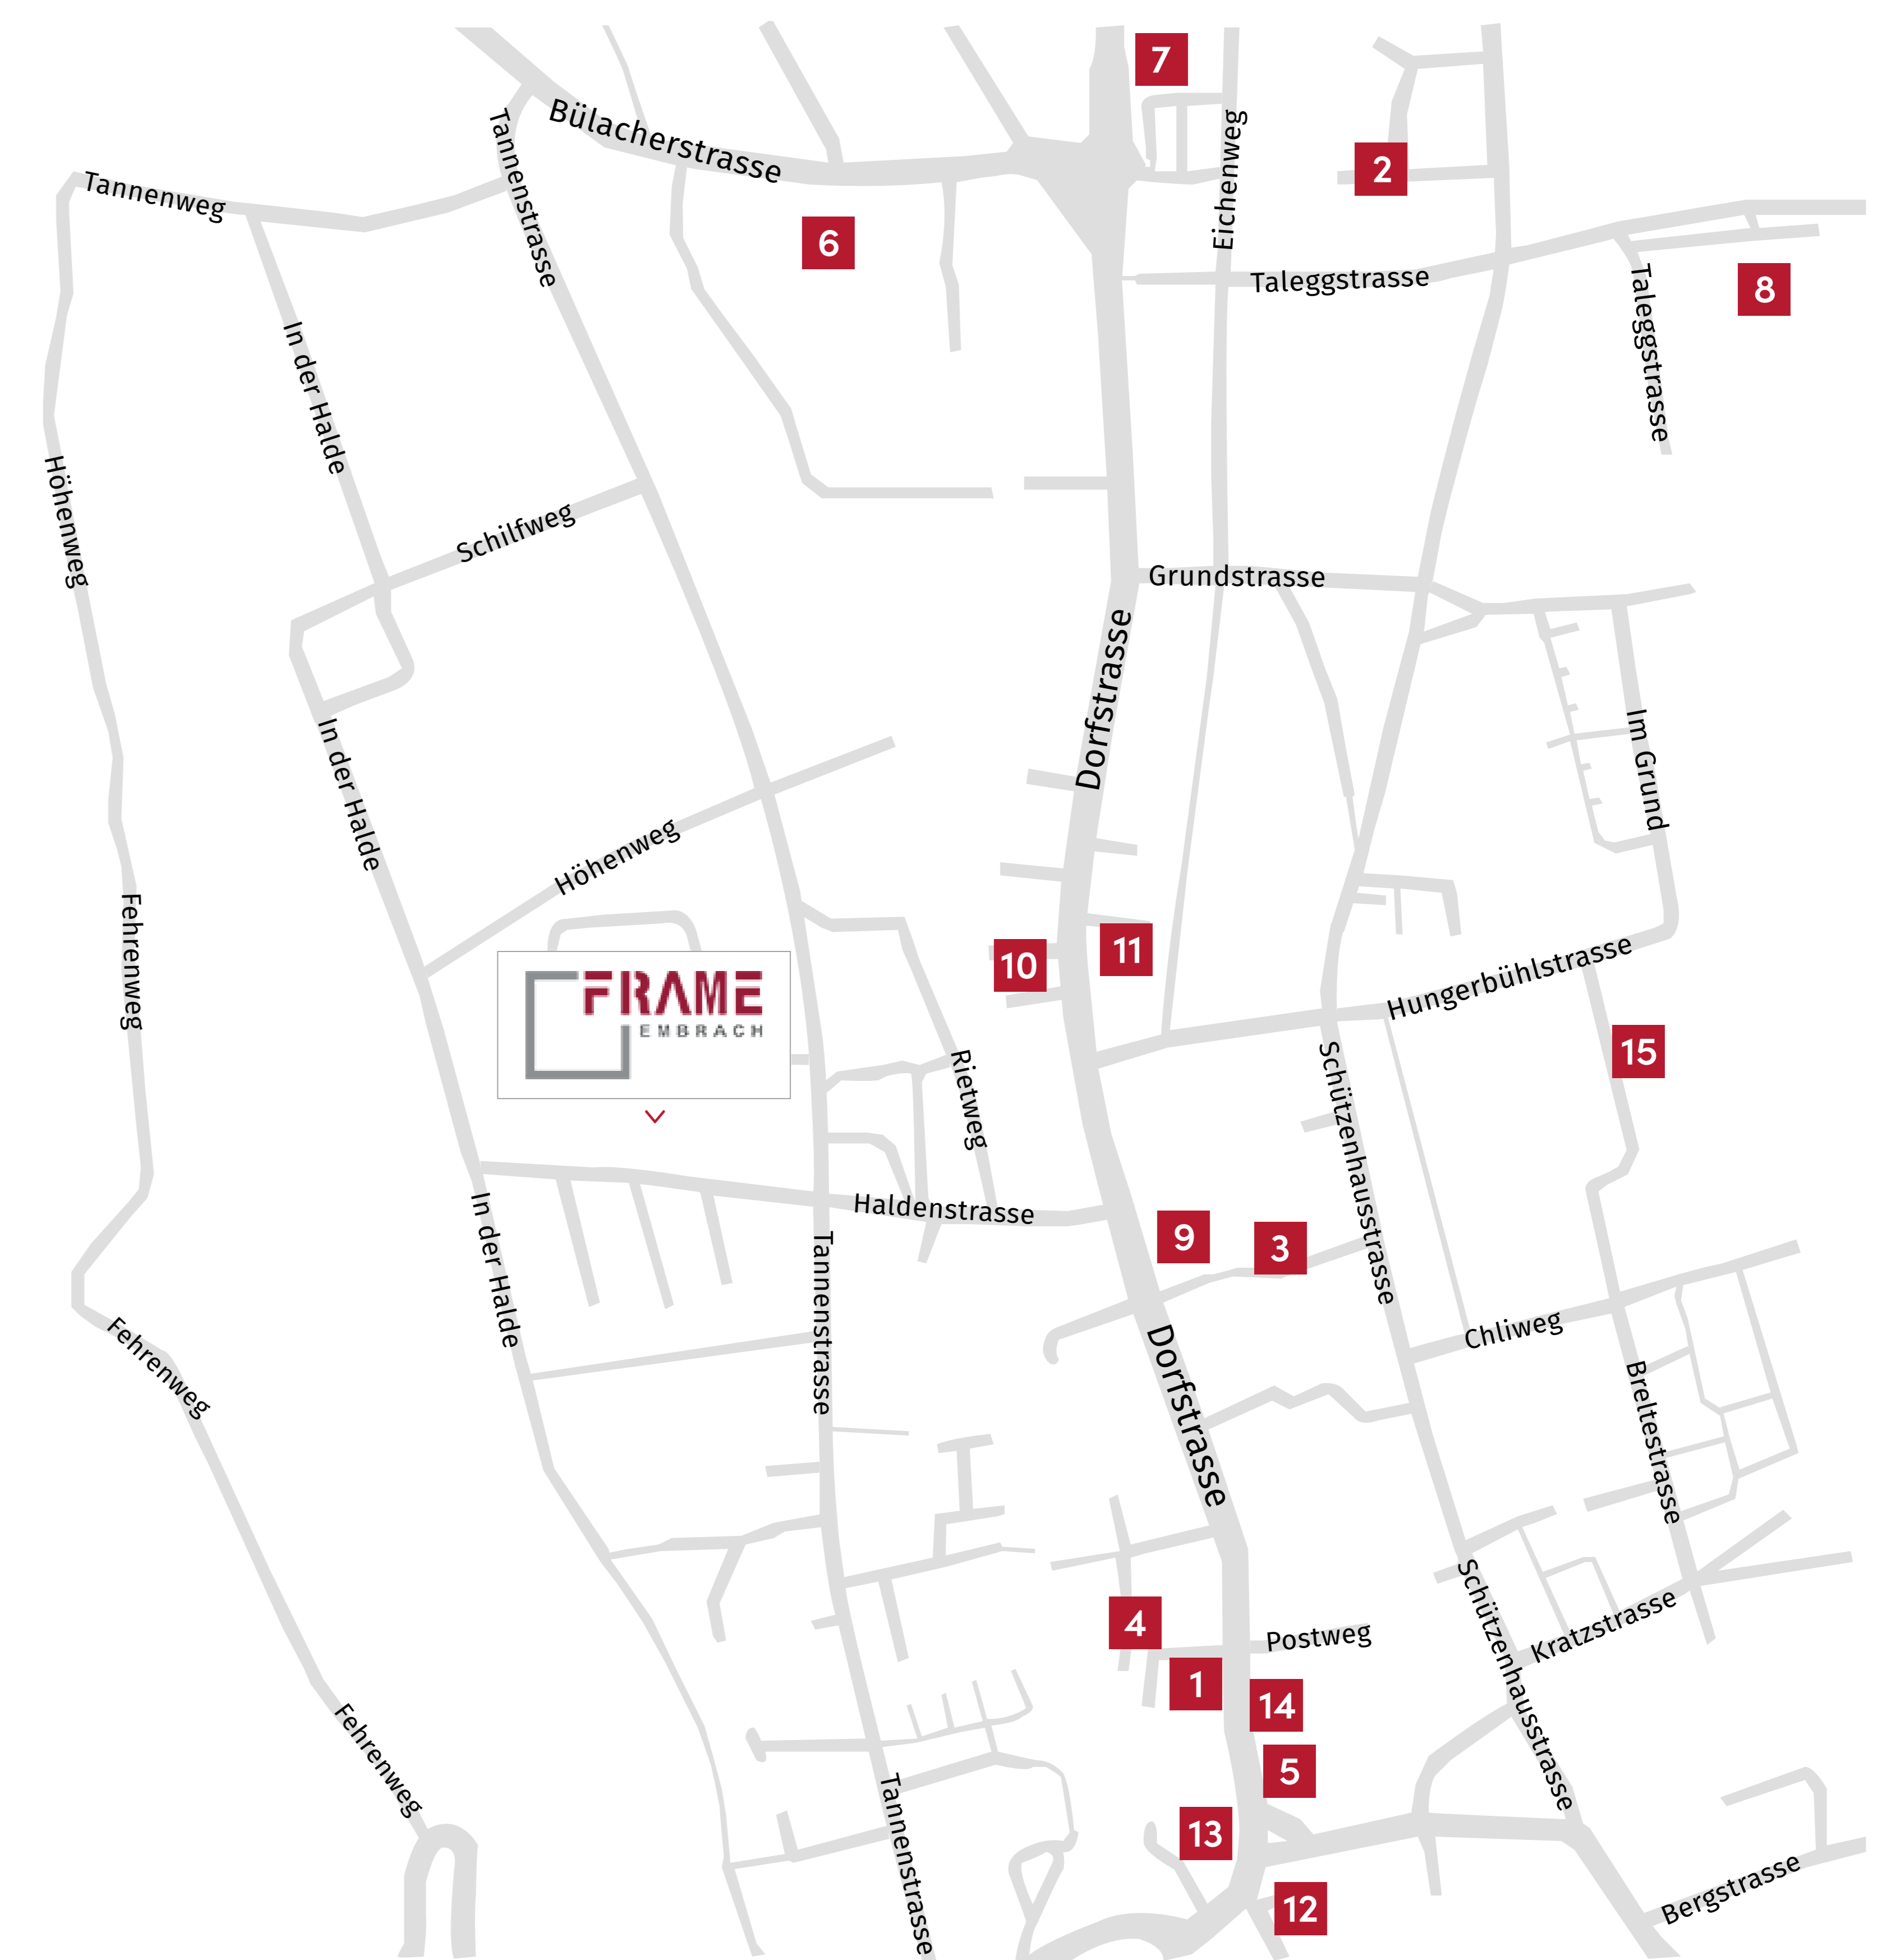 7
Bülacherstrasse
Tannenstrasse
Eichenweg
2
Tannenweg
6
Taleggstrasse
8
Taleggstrasse
In der Halde
Höhenweg
Schilfweg
Grundstrasse
Dorfstrasse
Im Grund
In der Halde
Höhenweg
Fehrenweg
11
10
Hungerbühlstrasse
FRAME
EMBRACH
15
Rietweg
Schützenhausstrasse
Haldenstrasse
9
3
In der Halde
Tannenstrasse
Chliweg
Fehrenweg
Dorfstrasse
Breitestrasse
4
Postweg
Kratzstrasse
Schützenhausstrasse
1
14
Fehrenweg
5
13
Tannenstrasse
12
Bergstrasse